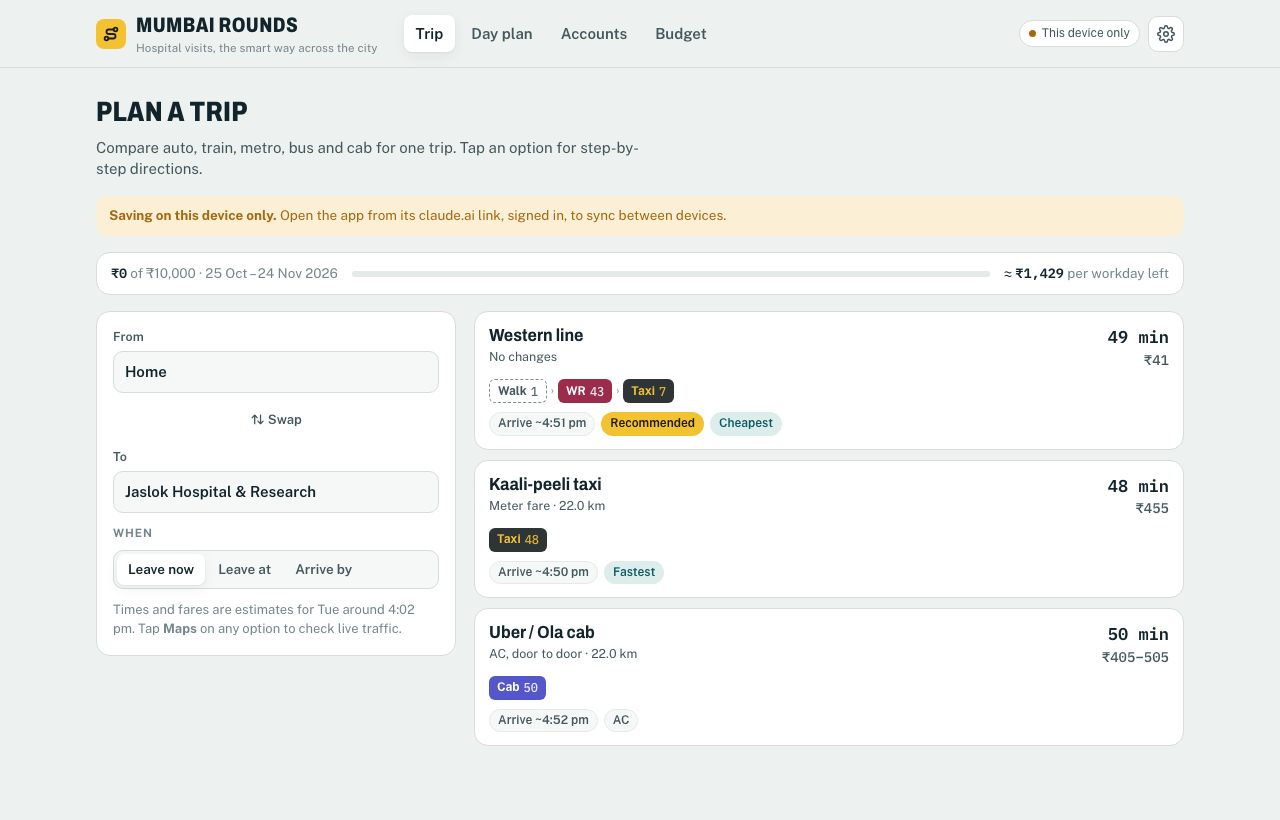 MUMBAI ROUNDS
Hospital visits, the smart way across the city
Trip
Day plan
Accounts
Budget
This device only
PLAN A TRIP
Compare auto, train, metro, bus and cab for one trip. Tap an option for step-by-
step directions.
Saving on this device only. Open the app from its claude.ai link, signed in, to sync between devices.
₹0 of ₹10,000 · 25 Oct – 24 Nov 2026
≈ ₹1,429 per workday left
From
Home
Swap
To
Jaslok Hospital & Research
WHEN
Leave now
Leave at
Arrive by
Times and fares are estimates for Tue around 4:02
pm. Tap Maps on any option to check live traffic.
Western line
49 min
No changes
₹41
Walk 1 › WR 43 › Taxi 7
Arrive ~4:51 pm
Recommended
Cheapest
Kaali-peeli taxi
48 min
Meter fare · 22.0 km
₹455
Taxi 48
Arrive ~4:50 pm
Fastest
Uber / Ola cab
50 min
AC, door to door · 22.0 km
₹405–505
Cab 50
Arrive ~4:52 pm
AC